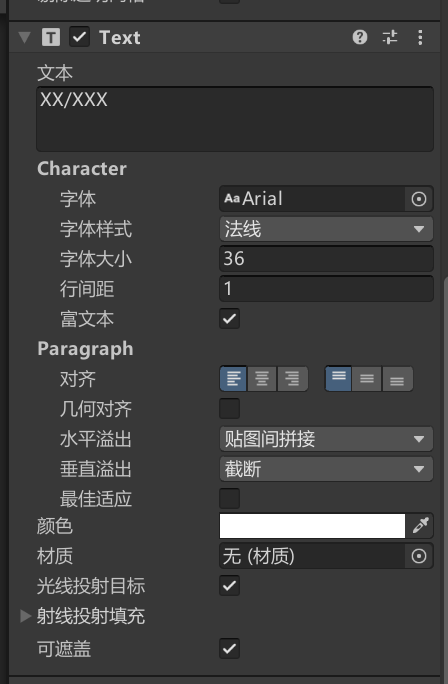 Text
文本
XX/XXX
Character
字体 Aa Arial
字体样式 法线
字体大小 36
行间距 1
富文本
Paragraph
对齐
几何对齐
水平溢出 贴图间拼接
垂直溢出 截断
最佳适应
颜色
材质 无 (材质)
光线投射目标
射线投射填充
可遮盖